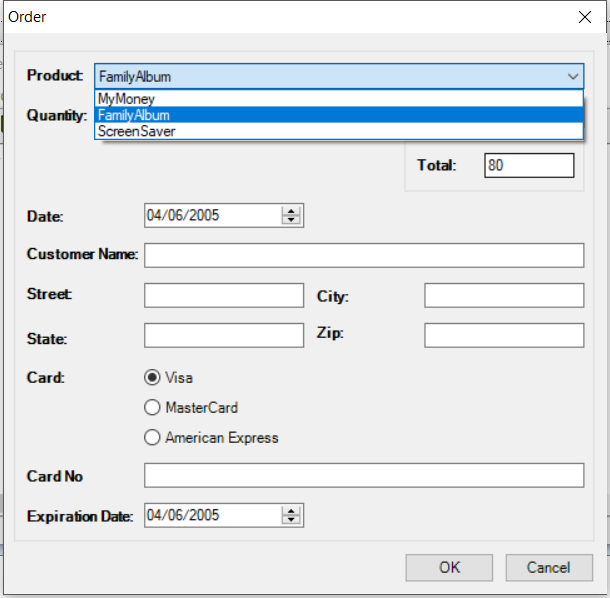 Order
Product: FamilyAlbum
MyMoney
Quantity: FamilyAlbum
ScreenSaver
Total: 80
Date: 04/06/2005
Customer Name:
Street: City:
State: Zip:
Card: Visa
MasterCard
American Express
Card No
Expiration Date: 04/06/2005
OK Cancel